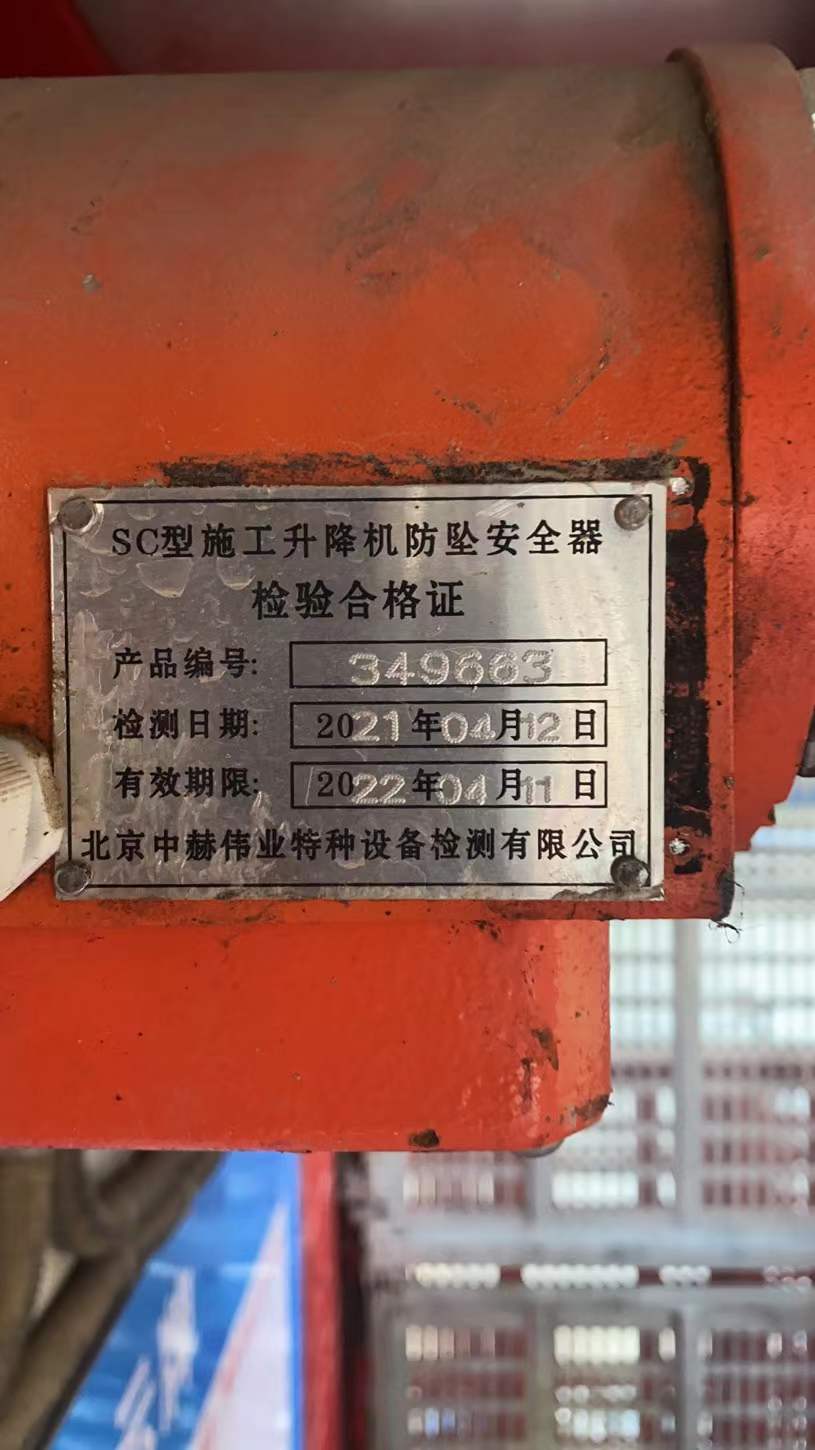 SC型施工升降机防坠安全器
检验合格证
产品编号: 349663
检测日期: 2021年04月12日
有效期限: 2022年04月11日
北京中赫伟业特种设备检测有限公司